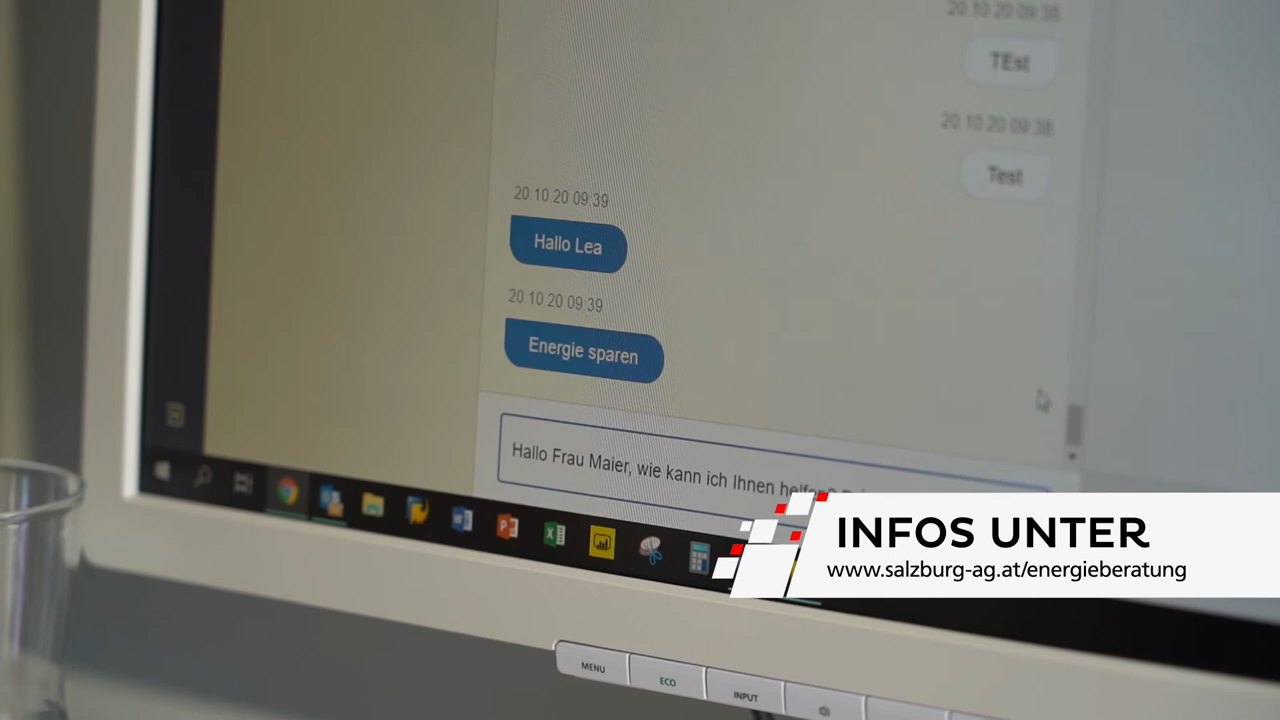 20.10.20 09:38
TEst
20.10.20 09:38
Test
20.10.20 09:39
Hallo Lea
20.10.20 09:39
Energie sparen
Hallo Frau Maier, wie kann ich Ihnen
INFOS UNTER
www.salzburg-ag.at/energieberatung
MENU
ECO
INPUT